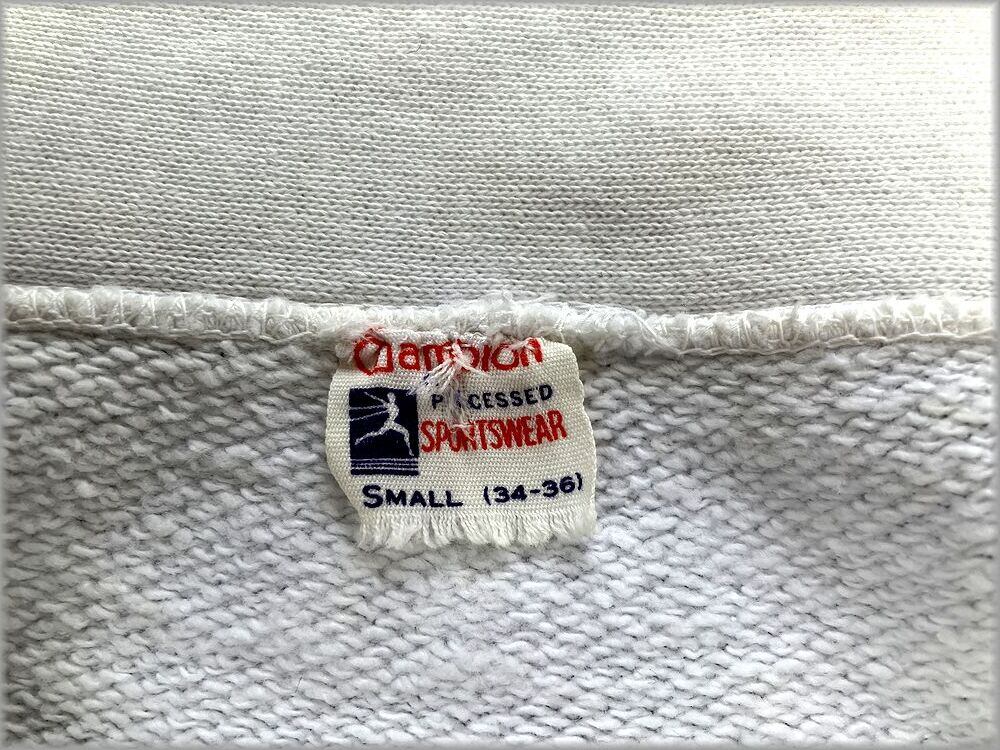 Champion
PROCESSED
SPORTSWEAR
SMALL (34-36)